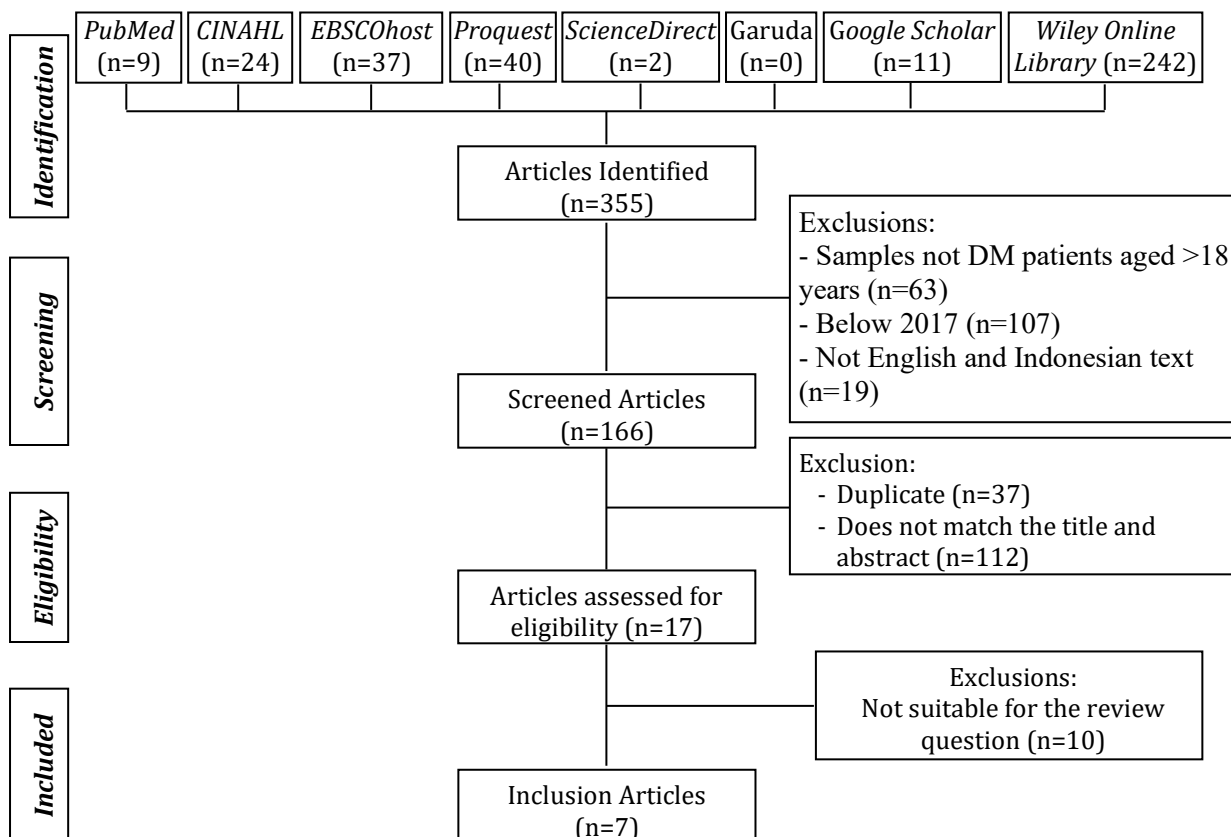 PubMed
(n=9)
CINAHL
(n=24)
EBSCOhost
(n=37)
Proquest
(n=40)
ScienceDirect
(n=2)
Garuda
(n=0)
Google Scholar
(n=11)
Wiley Online
Library (n=242)
Identification
Articles Identified
(n=355)
Exclusions:
- Samples not DM patients aged >18
years (n=63)
- Below 2017 (n=107)
- Not English and Indonesian text
(n=19)
Screening
Screened Articles
(n=166)
Exclusion:
- Duplicate (n=37)
- Does not match the title and
abstract (n=112)
Eligibility
Articles assessed for
eligibility (n=17)
Exclusions:
Not suitable for the review
question (n=10)
Included
Inclusion Articles
(n=7)